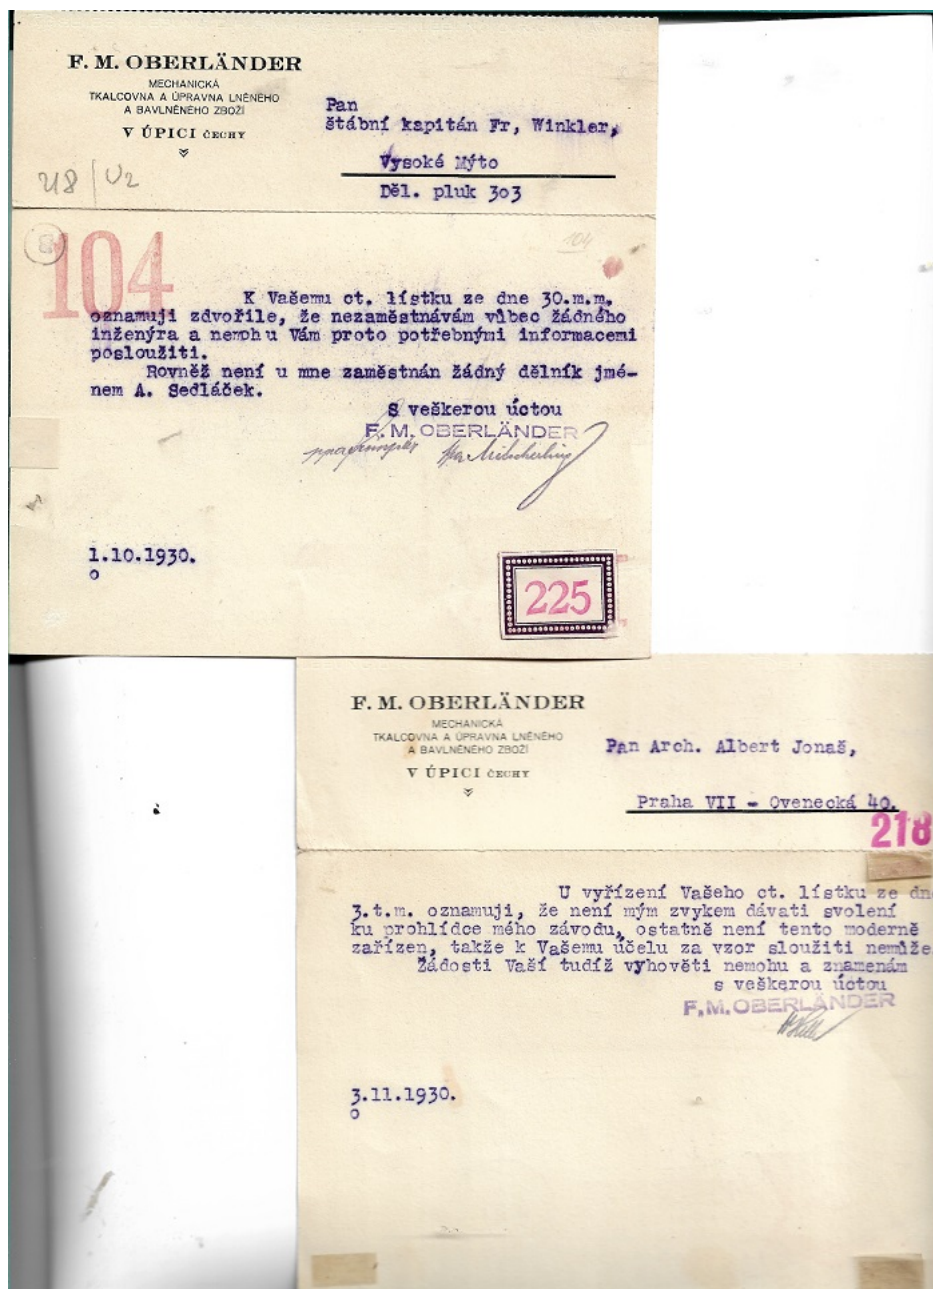 F. M. OBERLÄNDER
MECHANICKÁ
TKALCOVNA A ÚPRAVNA LNĚNÉHO
A BAVLNĚNÉHO ZBOŽÍ
V ÚPICI ČECHY
Pan
štábní kapitán Fr, Winkler,
Vysoké Mýto
Děl. pluk 303
104
104
K Vašemu ct. lístku ze dne 30.m.m.
oznamuji zdvořile, že nezaměstnávám vůbec žádného
inženýra a nemohu Vám proto potřebnými informacemi
posloužiti.
Rovněž není u mne zaměstnán žádný dělník jmé-
nem A. Sedláček.
S veškerou úctou
F. M. OBERLÄNDER
1.10.1930.
o
225
F. M. OBERLÄNDER
MECHANICKÁ
TKALCOVNA A ÚPRAVNA LNĚNÉHO
A BAVLNĚNÉHO ZBOŽÍ
V ÚPICI ČECHY
Pan Arch. Albert Jonaš,
Praha VII - Ovenecká 40.
218
U vyřízení Vašeho ct. lístku ze dne
3.t.m. oznamuji, že není mým zvykem dávati svolení
ku prohlídce mého závodu, ostatně není tento moderně
zařízen, takže k Vašemu účelu za vzor sloužiti nemůže.
Žádosti Vaší tudíž vyhověti nemohu a znamenám
s veškerou úctou
F. M. OBERLÄNDER
3.11.1930.
o